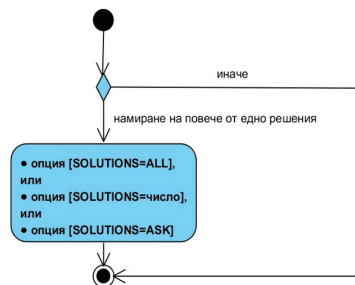 иначе
намиране на повече от едно решения
● опция [SOLUTIONS=ALL],
или
● опция [SOLUTIONS=число],
или
● опция [SOLUTIONS=ASK]